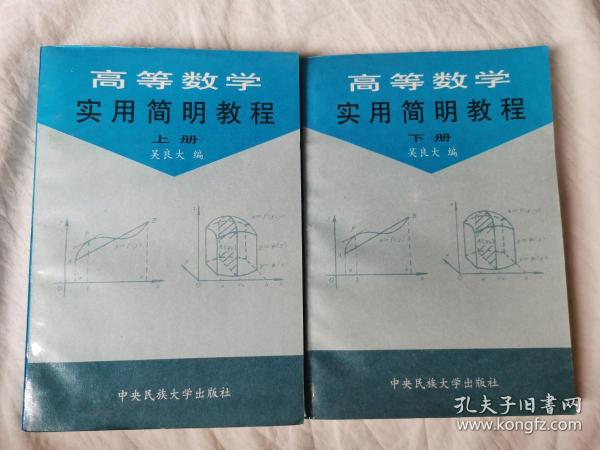 高等数学
实用简明教程
上册
吴良大 编
中央民族大学出版社
高等数学
实用简明教程
下册
吴良大 编
中央民族大学出版社
孔夫子旧書网
www.kongfz.com